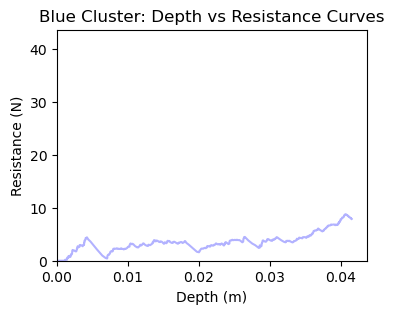 Blue Cluster: Depth vs Resistance Curves
Resistance (N)
40
30
20
10
0
0.00 0.01 0.02 0.03 0.04
Depth (m)